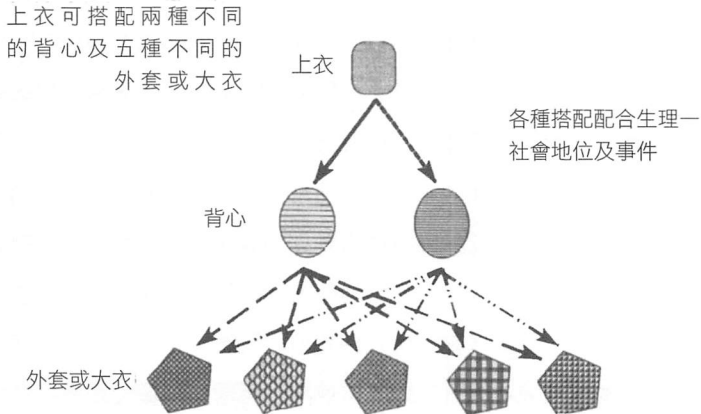 上衣可搭配兩種不同
的背心及五種不同的
外套或大衣
上衣
各種搭配配合生理一
社會地位及事件
背心
外套或大衣